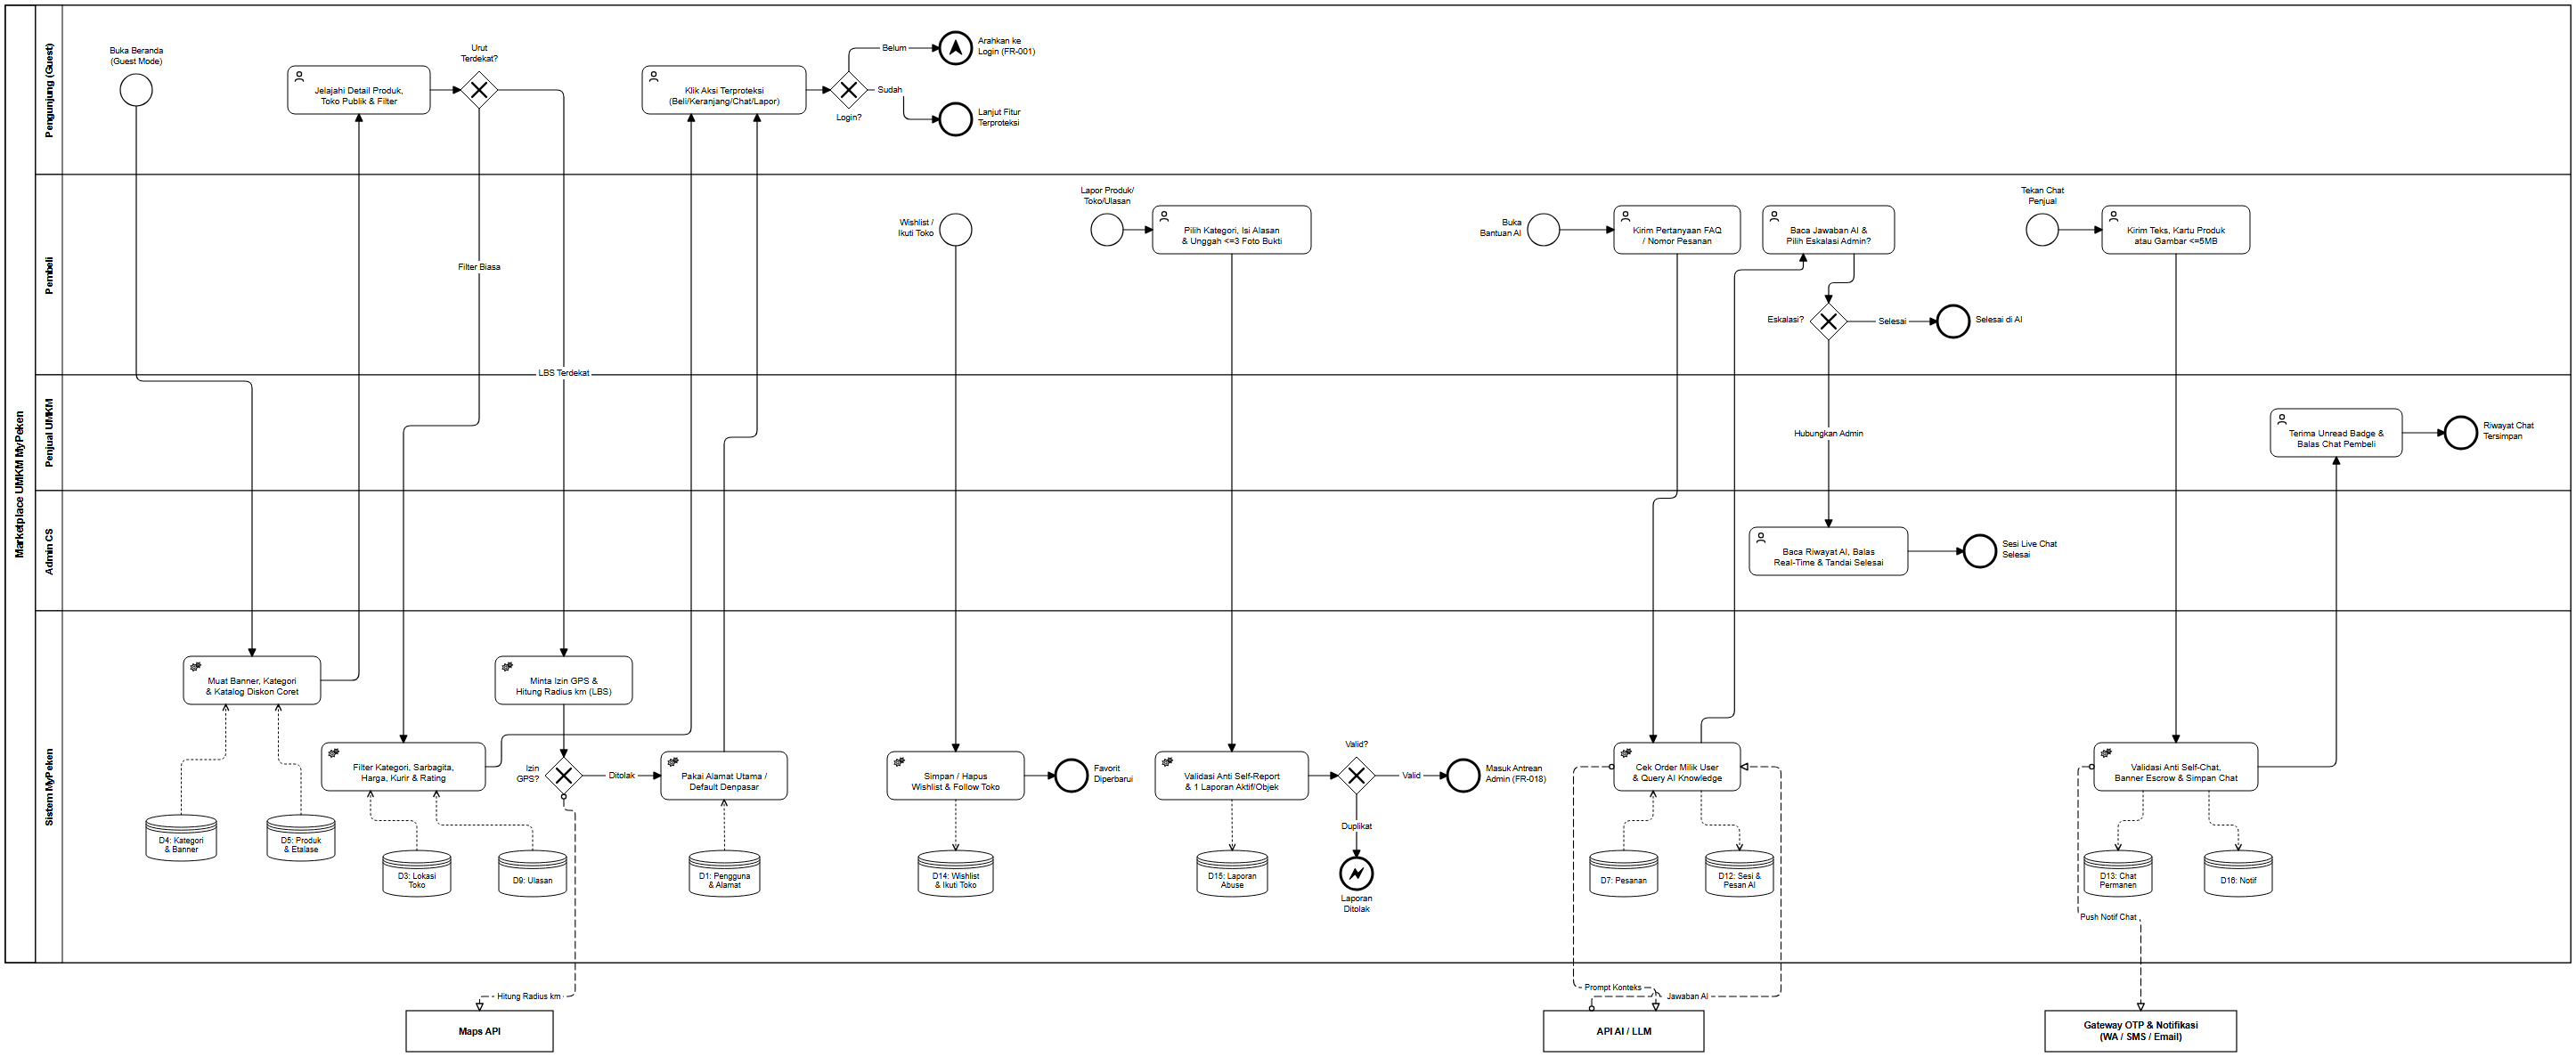 Marketplace UMKM MyPeken
Pengunjung (Guest)
Buka Beranda
(Guest Mode)
Jelajahi Detail Produk,
Toko Publik & Filter
Urut
Terdekat?
Klik Aksi Terproteksi
(Beli/Keranjang/Chat/Lapor)
Login?
Belum
Sudah
Arahkan ke
Login (FR-001)
Lanjut Fitur
Terproteksi
Pembeli
Filter Biasa
LBS Terdekat
Wishlist /
Ikuti Toko
Lapor Produk/
Toko/Ulasan
Pilih Kategori, Isi Alasan
& Unggah <=3 Foto Bukti
Buka
Bantuan AI
Kirim Pertanyaan FAQ
/ Nomor Pesanan
Baca Jawaban AI &
Pilih Eskalasi Admin?
Eskalasi?
Selesai
Selesai di AI
Tekan Chat
Penjual
Kirim Teks, Kartu Produk
atau Gambar <=5MB
Penjual UMKM
Hubungkan Admin
Terima Unread Badge &
Balas Chat Pembeli
Riwayat Chat
Tersimpan
Admin CS
Baca Riwayat AI, Balas
Real-Time & Tandai Selesai
Sesi Live Chat
Selesai
Sistem MyPeken
Muat Banner, Kategori
& Katalog Diskon Coret
Minta Izin GPS &
Hitung Radius km (LBS)
Filter Kategori, Sarbagita,
Harga, Kurir & Rating
Izin
GPS?
Ditolak
Pakai Alamat Utama /
Default Denpasar
Simpan / Hapus
Wishlist & Follow Toko
Favorit
Diperbarui
Validasi Anti Self-Report
& 1 Laporan Aktif/Objek
Valid?
Valid
Masuk Antrean
Admin (FR-018)
Duplikat
Laporan
Ditolak
Cek Order Milik User
& Query AI Knowledge
Validasi Anti Self-Chat,
Banner Escrow & Simpan Chat
D4: Kategori
& Banner
D5: Produk
& Etalase
D3: Lokasi
Toko
D9: Ulasan
D1: Pengguna
& Alamat
D14: Wishlist
& Ikuti Toko
D15: Laporan
Abuse
D7: Pesanan
D12: Sesi &
Pesan AI
D13: Chat
Permanen
D16: Notif
Push Notif Chat
Hitung Radius km
Prompt Konteks
Jawaban AI
Maps API
API AI / LLM
Gateway OTP & Notifikasi
(WA / SMS / Email)